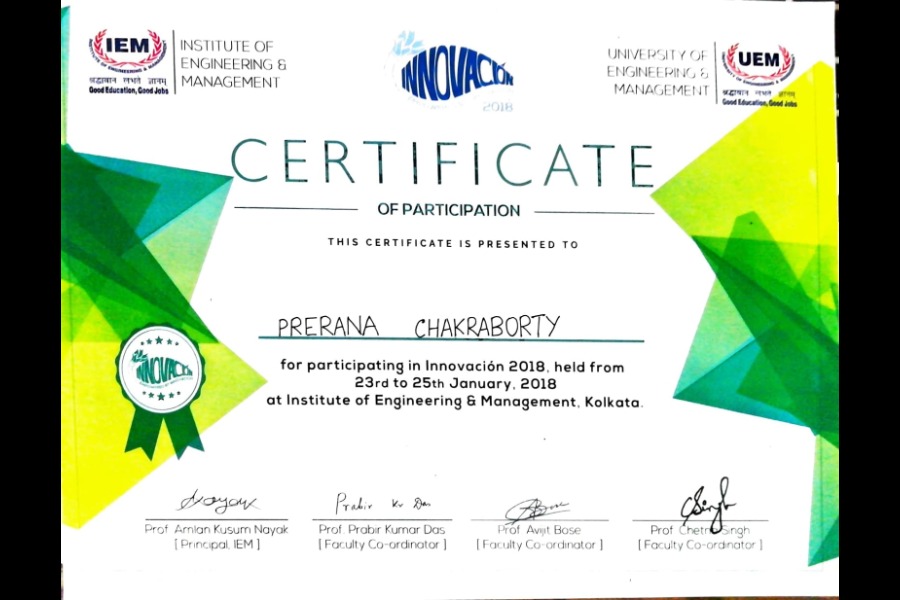 IEM
INSTITUTE OF
ENGINEERING &
MANAGEMENT
श्रद्धावान लभते ज्ञानम्
Good Education, Good Jobs
INNOVACIÓN
2018
UNIVERSITY OF
ENGINEERING &
MANAGEMENT
UEM
श्रद्धावान लभते ज्ञानम्
Good Education, Good Jobs
CERTIFICATE
OF PARTICIPATION
THIS CERTIFICATE IS PRESENTED TO
PRERANA CHAKRABORTY
for participating in Innovación 2018, held from
23rd to 25th January, 2018
at Institute of Engineering & Management, Kolkata.
INNOVACIÓN
Nayak
Prabir Kr Das
ABose
CSingh
Prof. Amlan Kusum Nayak
[ Principal, IEM ]
Prof. Prabir Kumar Das
[ Faculty Co-ordinator ]
Prof Avijit Bose
[ Faculty Co-ordinator ]
Prof Singh
[ Faculty Co-ordinator ]